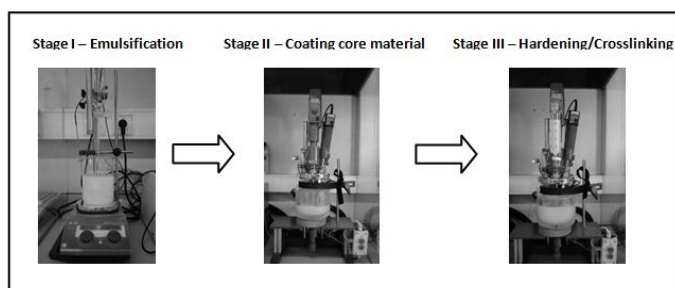 Stage I – Emulsification
Stage II – Coating core material
Stage III – Hardening/Crosslinking